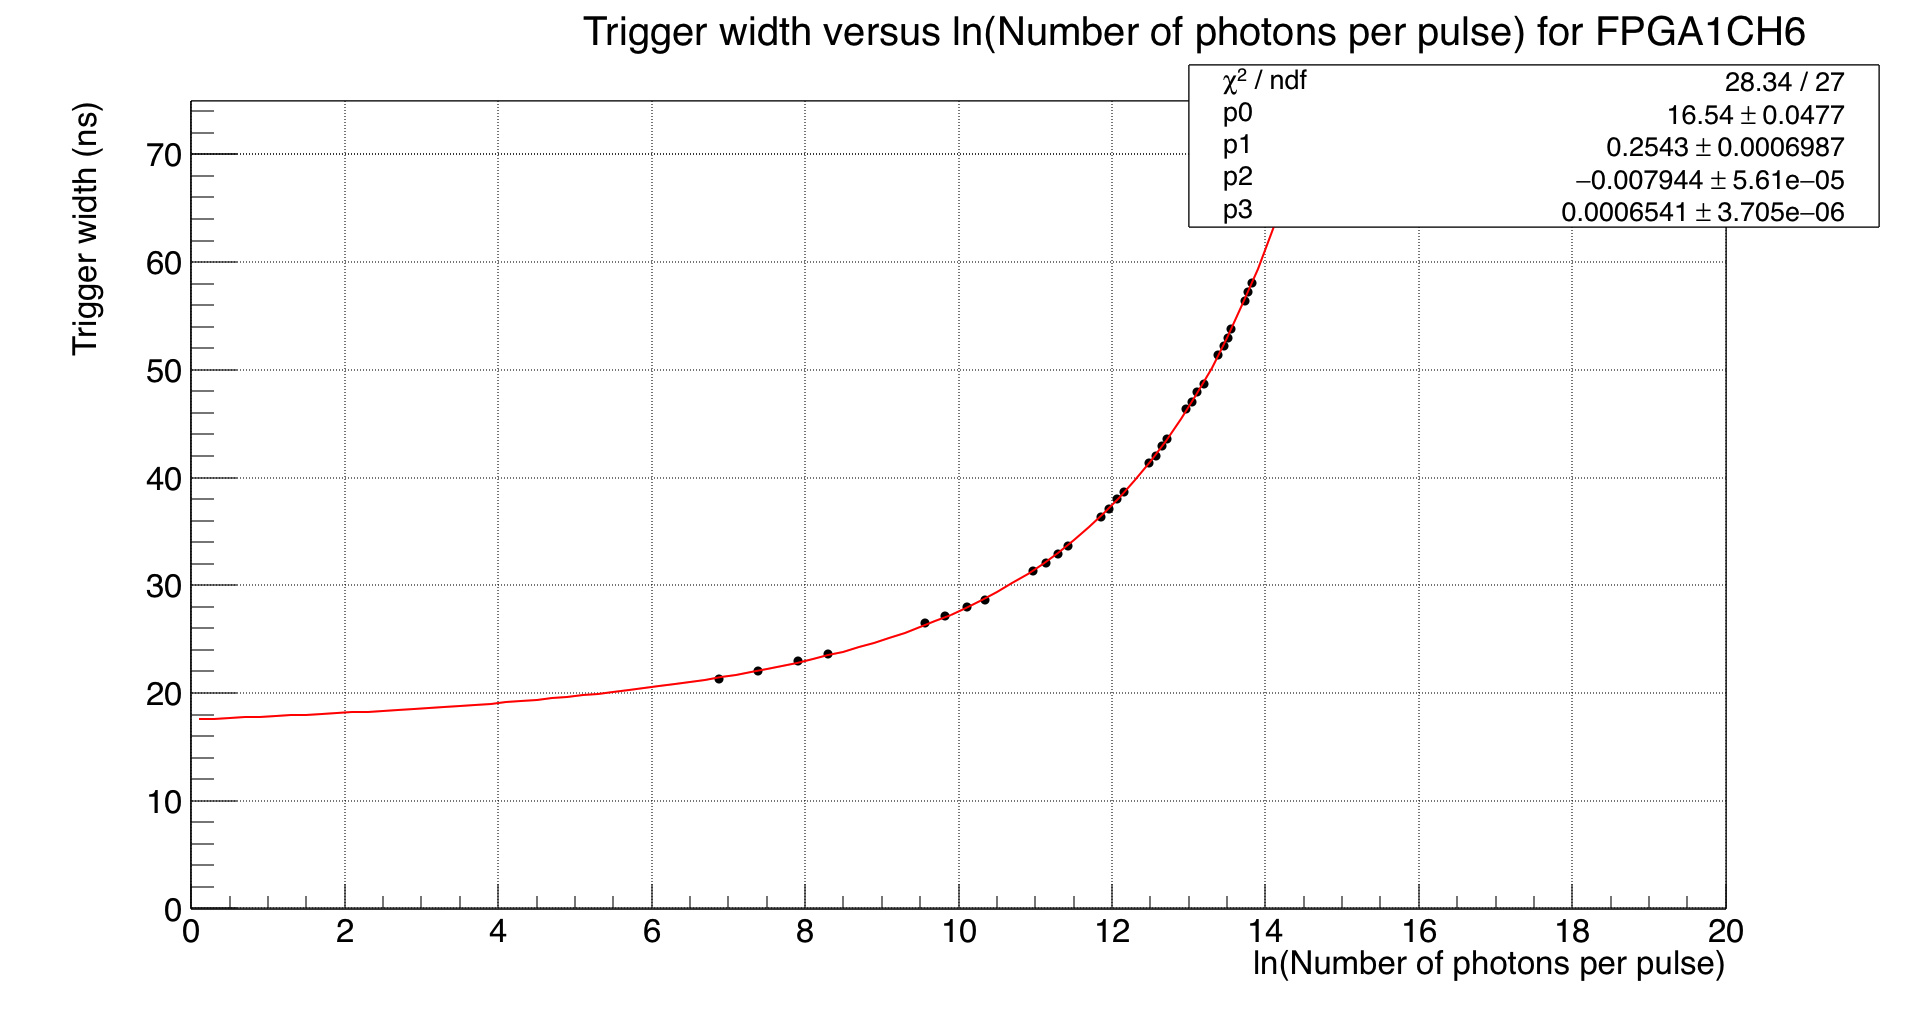 Trigger width versus ln(Number of photons per pulse) for FPGA1CH6
χ² / ndf 28.34 / 27
p0 16.54 ± 0.0477
p1 0.2543 ± 0.0006987
p2 −0.007944 ± 5.61e−05
p3 0.0006541 ± 3.705e−06
Trigger width (ns)
70
60
50
40
30
20
10
0
0 2 4 6 8 10 12 14 16 18 20
ln(Number of photons per pulse)